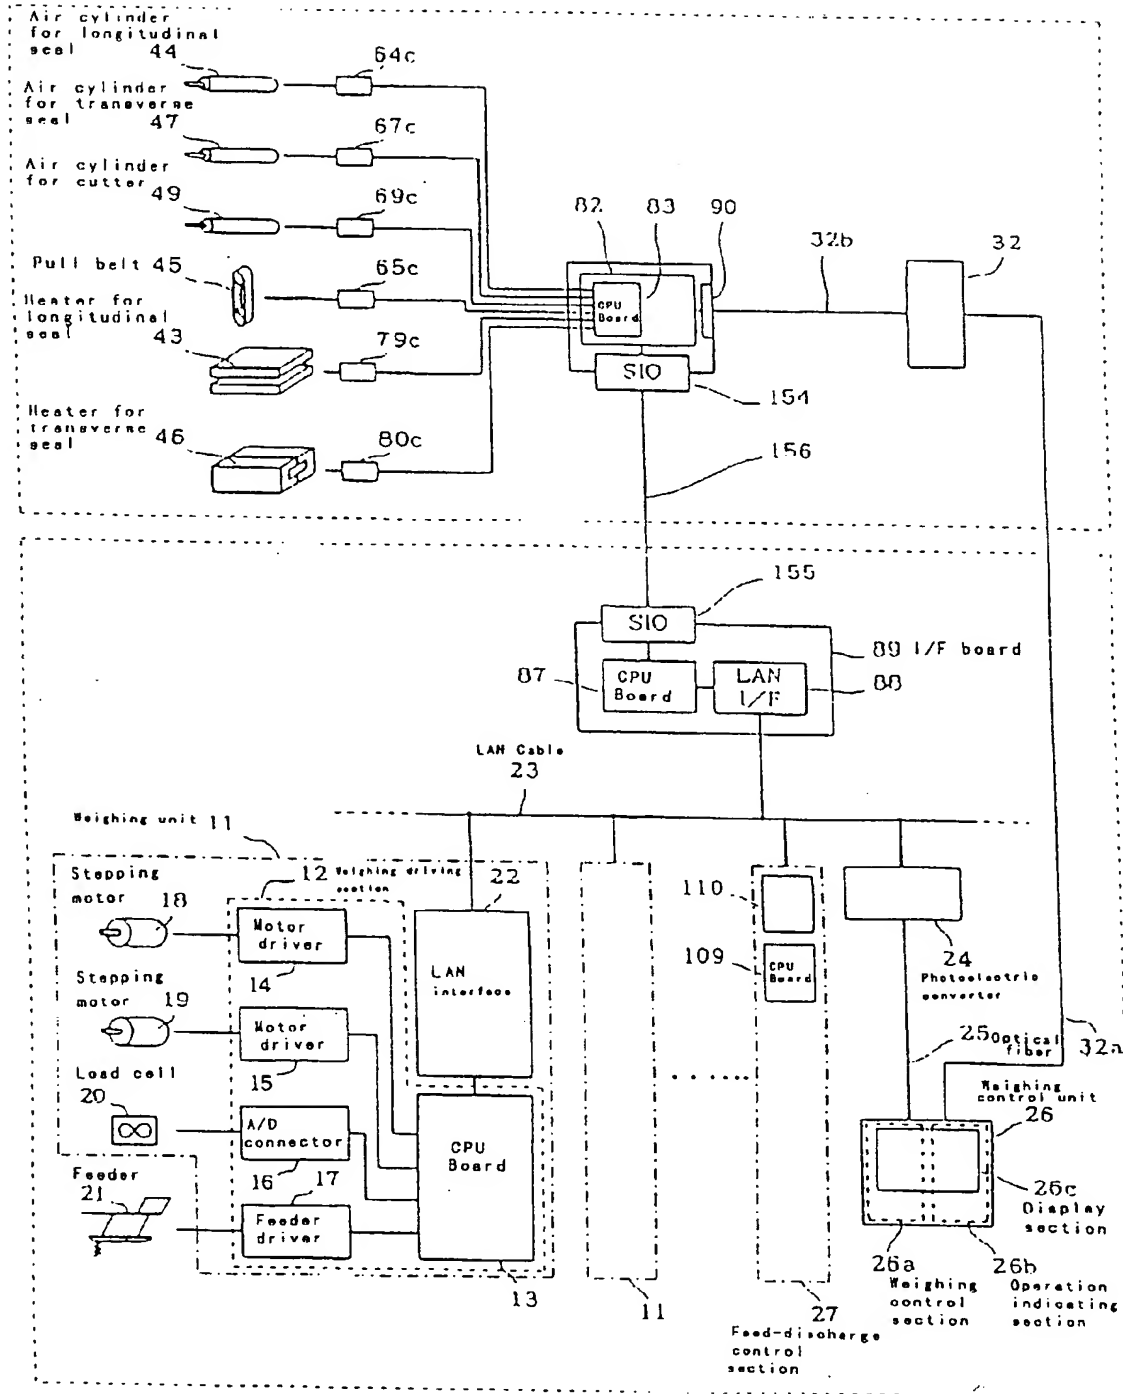 Air cylinder
for longitudinal
seal
44
64c
Air cylinder
for transverse
seal
47
67c
Air cylinder
for cutter
49
69c
82
83
90
32b
32
Pull belt 45
65c
CPU
Board
Heater for
longitudinal
seal
43
79c
SIO
154
Heater for
transverse
seal
46
80c
156
155
SIO
89 I/F board
87
CPU
Board
LAN
I/F
88
LAN Cable
23
Weighing unit 11
12 Weighing driving
section
22
Stepping
motor
18
Motor
driver
14
LAN
interface
110
109
CPU
Board
24
Photoelectric
converter
Stepping
motor
19
Motor
driver
15
25 Optical
fiber
32a
Load cell
20
A/D
connector
16
CPU
Board
Weighing
control unit
26
Feeder
21
17
Feeder
driver
26c
Display
section
13
11
27
Feed-discharge
control
section
26a
Weighing
control
section
26b
Operation
indicating
section